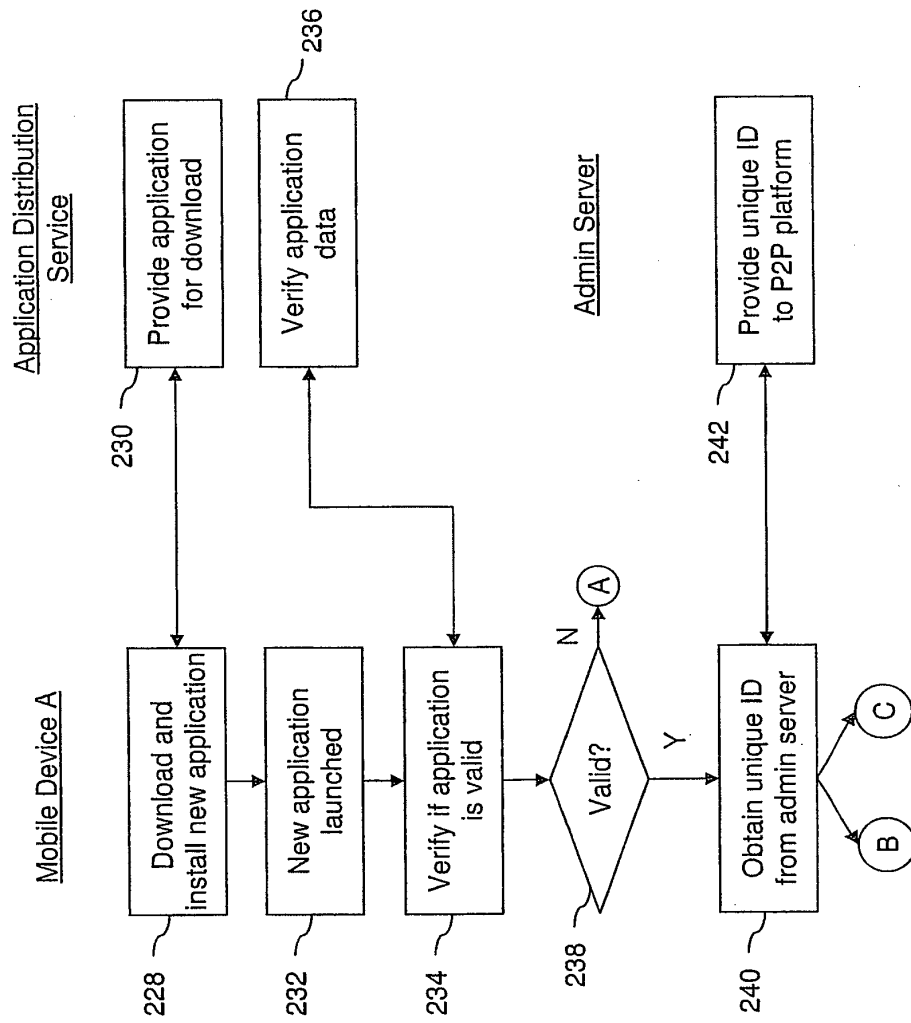 Mobile Device A
Application Distribution
Service
228
Download and
install new application
230
Provide application
for download
232
New application
launched
234
Verify if application
is valid
236
Verify application
data
238
Valid?
N
A
Y
Admin Server
240
Obtain unique ID
from admin server
242
Provide unique ID
to P2P platform
B
C